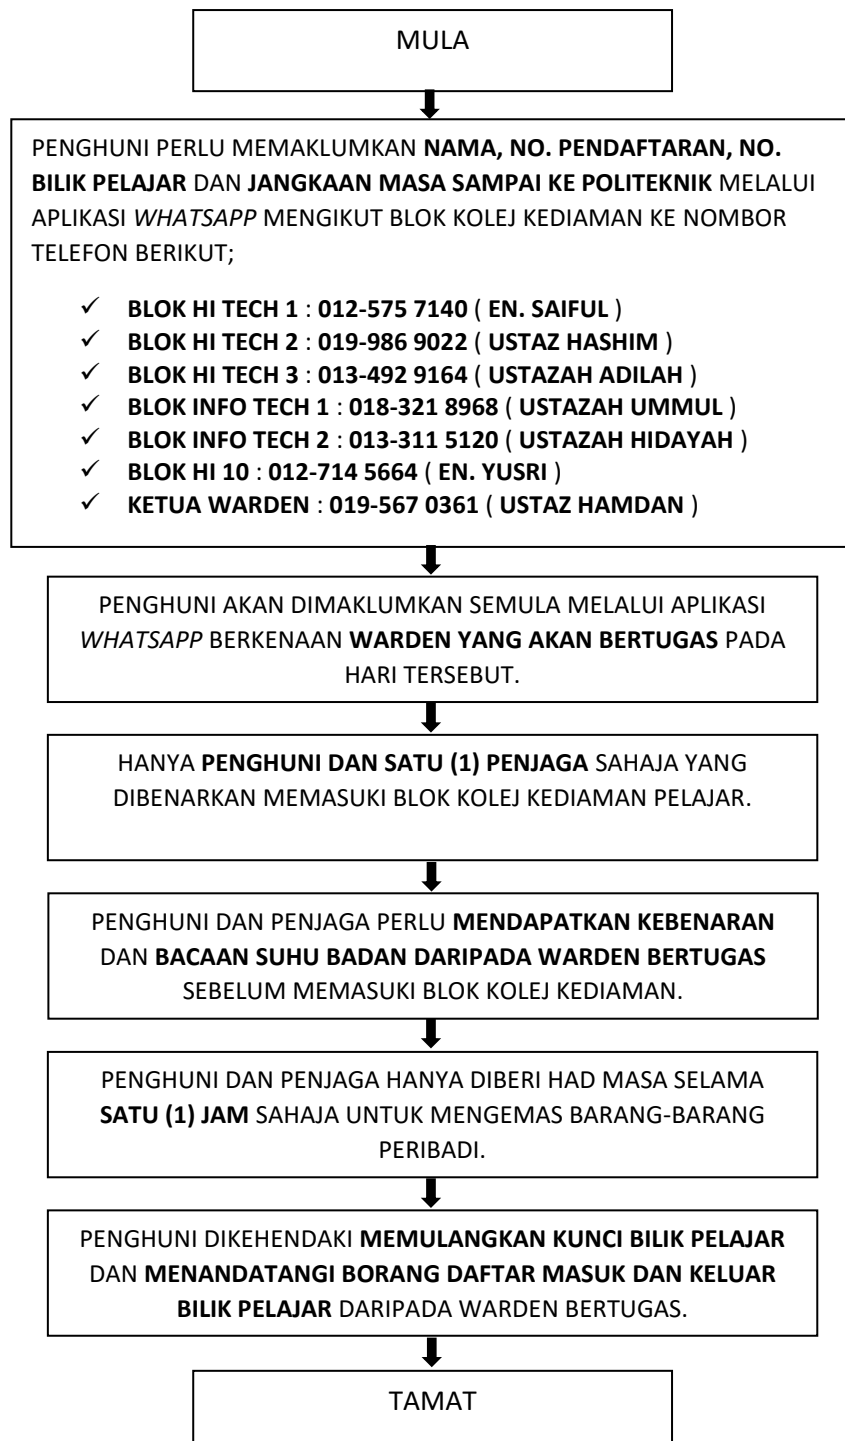 MULA
PENGHUNI PERLU MEMAKLUMKAN NAMA, NO. PENDAFTARAN, NO.
BILIK PELAJAR DAN JANGKAAN MASA SAMPAI KE POLITEKNIK MELALUI
APLIKASI WHATSAPP MENGIKUT BLOK KOLEJ KEDIAMAN KE NOMBOR
TELEFON BERIKUT;
✓ BLOK HI TECH 1 : 012-575 7140 ( EN. SAIFUL )
✓ BLOK HI TECH 2 : 019-986 9022 ( USTAZ HASHIM )
✓ BLOK HI TECH 3 : 013-492 9164 ( USTAZAH ADILAH )
✓ BLOK INFO TECH 1 : 018-321 8968 ( USTAZAH UMMUL )
✓ BLOK INFO TECH 2 : 013-311 5120 ( USTAZAH HIDAYAH )
✓ BLOK HI 10 : 012-714 5664 ( EN. YUSRI )
✓ KETUA WARDEN : 019-567 0361 ( USTAZ HAMDAN )
PENGHUNI AKAN DIMAKLUMKAN SEMULA MELALUI APLIKASI
WHATSAPP BERKENAAN WARDEN YANG AKAN BERTUGAS PADA
HARI TERSEBUT.
HANYA PENGHUNI DAN SATU (1) PENJAGA SAHAJA YANG
DIBENARKAN MEMASUKI BLOK KOLEJ KEDIAMAN PELAJAR.
PENGHUNI DAN PENJAGA PERLU MENDAPATKAN KEBENARAN
DAN BACAAN SUHU BADAN DARIPADA WARDEN BERTUGAS
SEBELUM MEMASUKI BLOK KOLEJ KEDIAMAN.
PENGHUNI DAN PENJAGA HANYA DIBERI HAD MASA SELAMA
SATU (1) JAM SAHAJA UNTUK MENGEMAS BARANG-BARANG
PERIBADI.
PENGHUNI DIKEHENDAKI MEMULANGKAN KUNCI BILIK PELAJAR
DAN MENANDATANGI BORANG DAFTAR MASUK DAN KELUAR
BILIK PELAJAR DARIPADA WARDEN BERTUGAS.
TAMAT